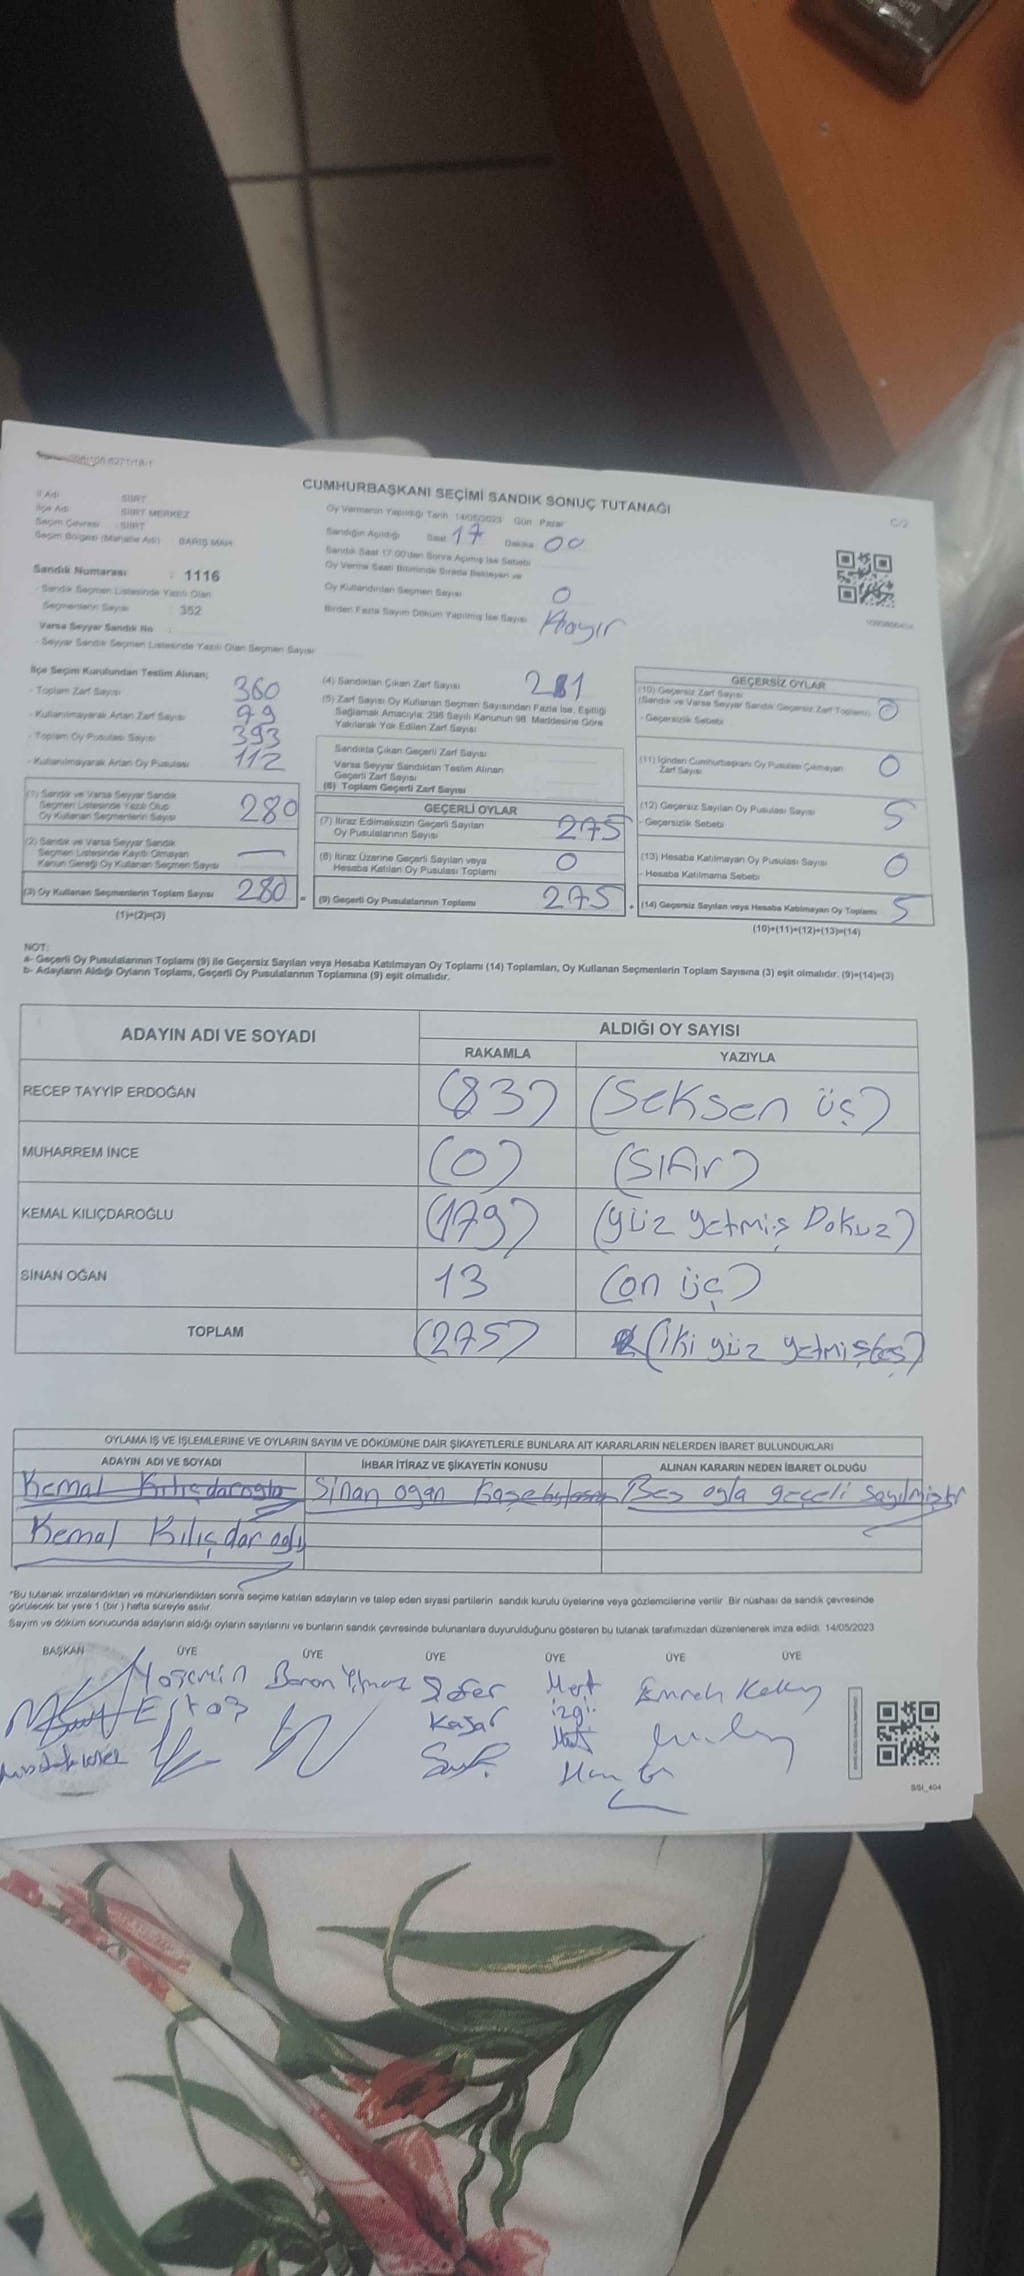 CUMHURBAŞKANI SEÇİMİ SANDIK SONUÇ TUTANAĞI
C/2
İl Adı SİİRT
İlçe Adı SİİRT MERKEZ
Seçim Çevresi : SİİRT
Seçim Bölgesi (Mahalle Adı) BARIŞ MAH.
Sandık Numarası : 1116
- Sandık Seçmen Listesinde Yazılı Olan
Seçmenlerin Sayısı : 352
Varsa Seyyar Sandık No
- Seyyar Sandık Seçmen Listesinde Yazılı Olan Seçmen Sayısı
Oy Vermenin Yapıldığı Tarih 14/05/2023 Gün Pazar
Sandığın Açıldığı Saat 17 Dakika 00
Sandık Saat 17:00'den Sonra Açılmış İse Sebebi
Oy Verme Saati Bitiminde Sırada Bekleyen ve
Oy Kullandırılan Seçmen Sayısı 0
Birden Fazla Sayım Döküm Yapılmış İse Sayısı Hayır
İlçe Seçim Kurulundan Teslim Alınan;
- Toplam Zarf Sayısı 360
- Kullanılmayarak Artan Zarf Sayısı 79
- Toplam Oy Pusulası Sayısı 393
- Kullanılmayarak Artan Oy Pusulası 112
(1) Sandık ve Varsa Seyyar Sandık
Seçmen Listesinde Yazılı Olup
Oy Kullanan Seçmenlerin Sayısı 280
(2) Sandık ve Varsa Seyyar Sandık
Seçmen Listesinde Kayıtlı Olmayan
Kanun Gereği Oy Kullanan Seçmen Sayısı —
(3) Oy Kullanan Seçmenlerin Toplam Sayısı 280 =
(1)+(2)=(3)
(4) Sandıktan Çıkan Zarf Sayısı 281
(5) Zarf Sayısı Oy Kullanan Seçmen Sayısından Fazla İse, Eşitliği
Sağlamak Amacıyla; 298 Sayılı Kanunun 98. Maddesine Göre
Yakılarak Yok Edilen Zarf Sayısı
Sandıkta Çıkan Geçerli Zarf Sayısı
Varsa Seyyar Sandıktan Teslim Alınan
Geçerli Zarf Sayısı
(6) Toplam Geçerli Zarf Sayısı
GEÇERLİ OYLAR
(7) İtiraz Edilmeksizin Geçerli Sayılan
Oy Pusulalarının Sayısı 275
(8) İtiraz Üzerine Geçerli Sayılan veya
Hesaba Katılan Oy Pusulası Toplamı 0
(9) Geçerli Oy Pusulalarının Toplamı 275 +
GEÇERSİZ OYLAR
(10) Geçersiz Zarf Sayısı
(Sandık ve Varsa Seyyar Sandık Geçersiz Zarf Toplamı) 0
- Geçersizlik Sebebi
(11) İçinden Cumhurbaşkanı Oy Pusulası Çıkmayan
Zarf Sayısı 0
(12) Geçersiz Sayılan Oy Pusulası Sayısı 5
- Geçersizlik Sebebi
(13) Hesaba Katılmayan Oy Pusulası Sayısı 0
- Hesaba Katılmama Sebebi
(14) Geçersiz Sayılan veya Hesaba Katılmayan Oy Toplamı 5
(10)+(11)+(12)+(13)=(14)
NOT:
a- Geçerli Oy Pusulalarının Toplamı (9) ile Geçersiz Sayılan veya Hesaba Katılmayan Oy Toplamı (14) Toplamları, Oy Kullanan Seçmenlerin Toplam Sayısına (3) eşit olmalıdır. (9)+(14)=(3)
b- Adayların Aldığı Oyların Toplamı, Geçerli Oy Pusulalarının Toplamına (9) eşit olmalıdır.
ADAYIN ADI VE SOYADI
ALDIĞI OY SAYISI
RAKAMLA YAZIYLA
RECEP TAYYİP ERDOĞAN (83) (Seksen üç)
MUHARREM İNCE (0) (SIfır)
KEMAL KILIÇDAROĞLU (179) (yüz yetmiş Dokuz)
SİNAN OĞAN 13 (on üç)
TOPLAM (275) (iki yüz yetmiş beş)
OYLAMA İŞ VE İŞLEMLERİNE VE OYLARIN SAYIM VE DÖKÜMÜNE DAİR ŞİKAYETLERLE BUNLARA AİT KARARLARIN NELERDEN İBARET BULUNDUKLARI
ADAYIN ADI VE SOYADI İHBAR İTİRAZ VE ŞİKAYETİN KONUSU ALINAN KARARIN NEDEN İBARET OLDUĞU
Kemal Kılıçdaroglu Sinan ogan Kaşe Beş oyla geçeli sayılmıştır
Kemal Kılıçdaroglu
*Bu tutanak imzalandıktan ve mühürlendikten sonra seçime katılan adayların ve talep eden siyasi partilerin sandık kurulu üyelerine veya gözlemcilerine verilir. Bir nüshası da sandık çevresinde
görülecek bir yere 1 (bir) hafta süreyle asılır.
Sayım ve döküm sonucunda adayların aldığı oyların sayılarını ve bunların sandık çevresinde bulunanlara duyurulduğunu gösteren bu tutanak tarafımızdan düzenlenerek imza edildi. 14/05/2023
BAŞKAN ÜYE ÜYE ÜYE ÜYE ÜYE ÜYE
Yasemin Baran Yılmaz Mert Emrah
SSI_404